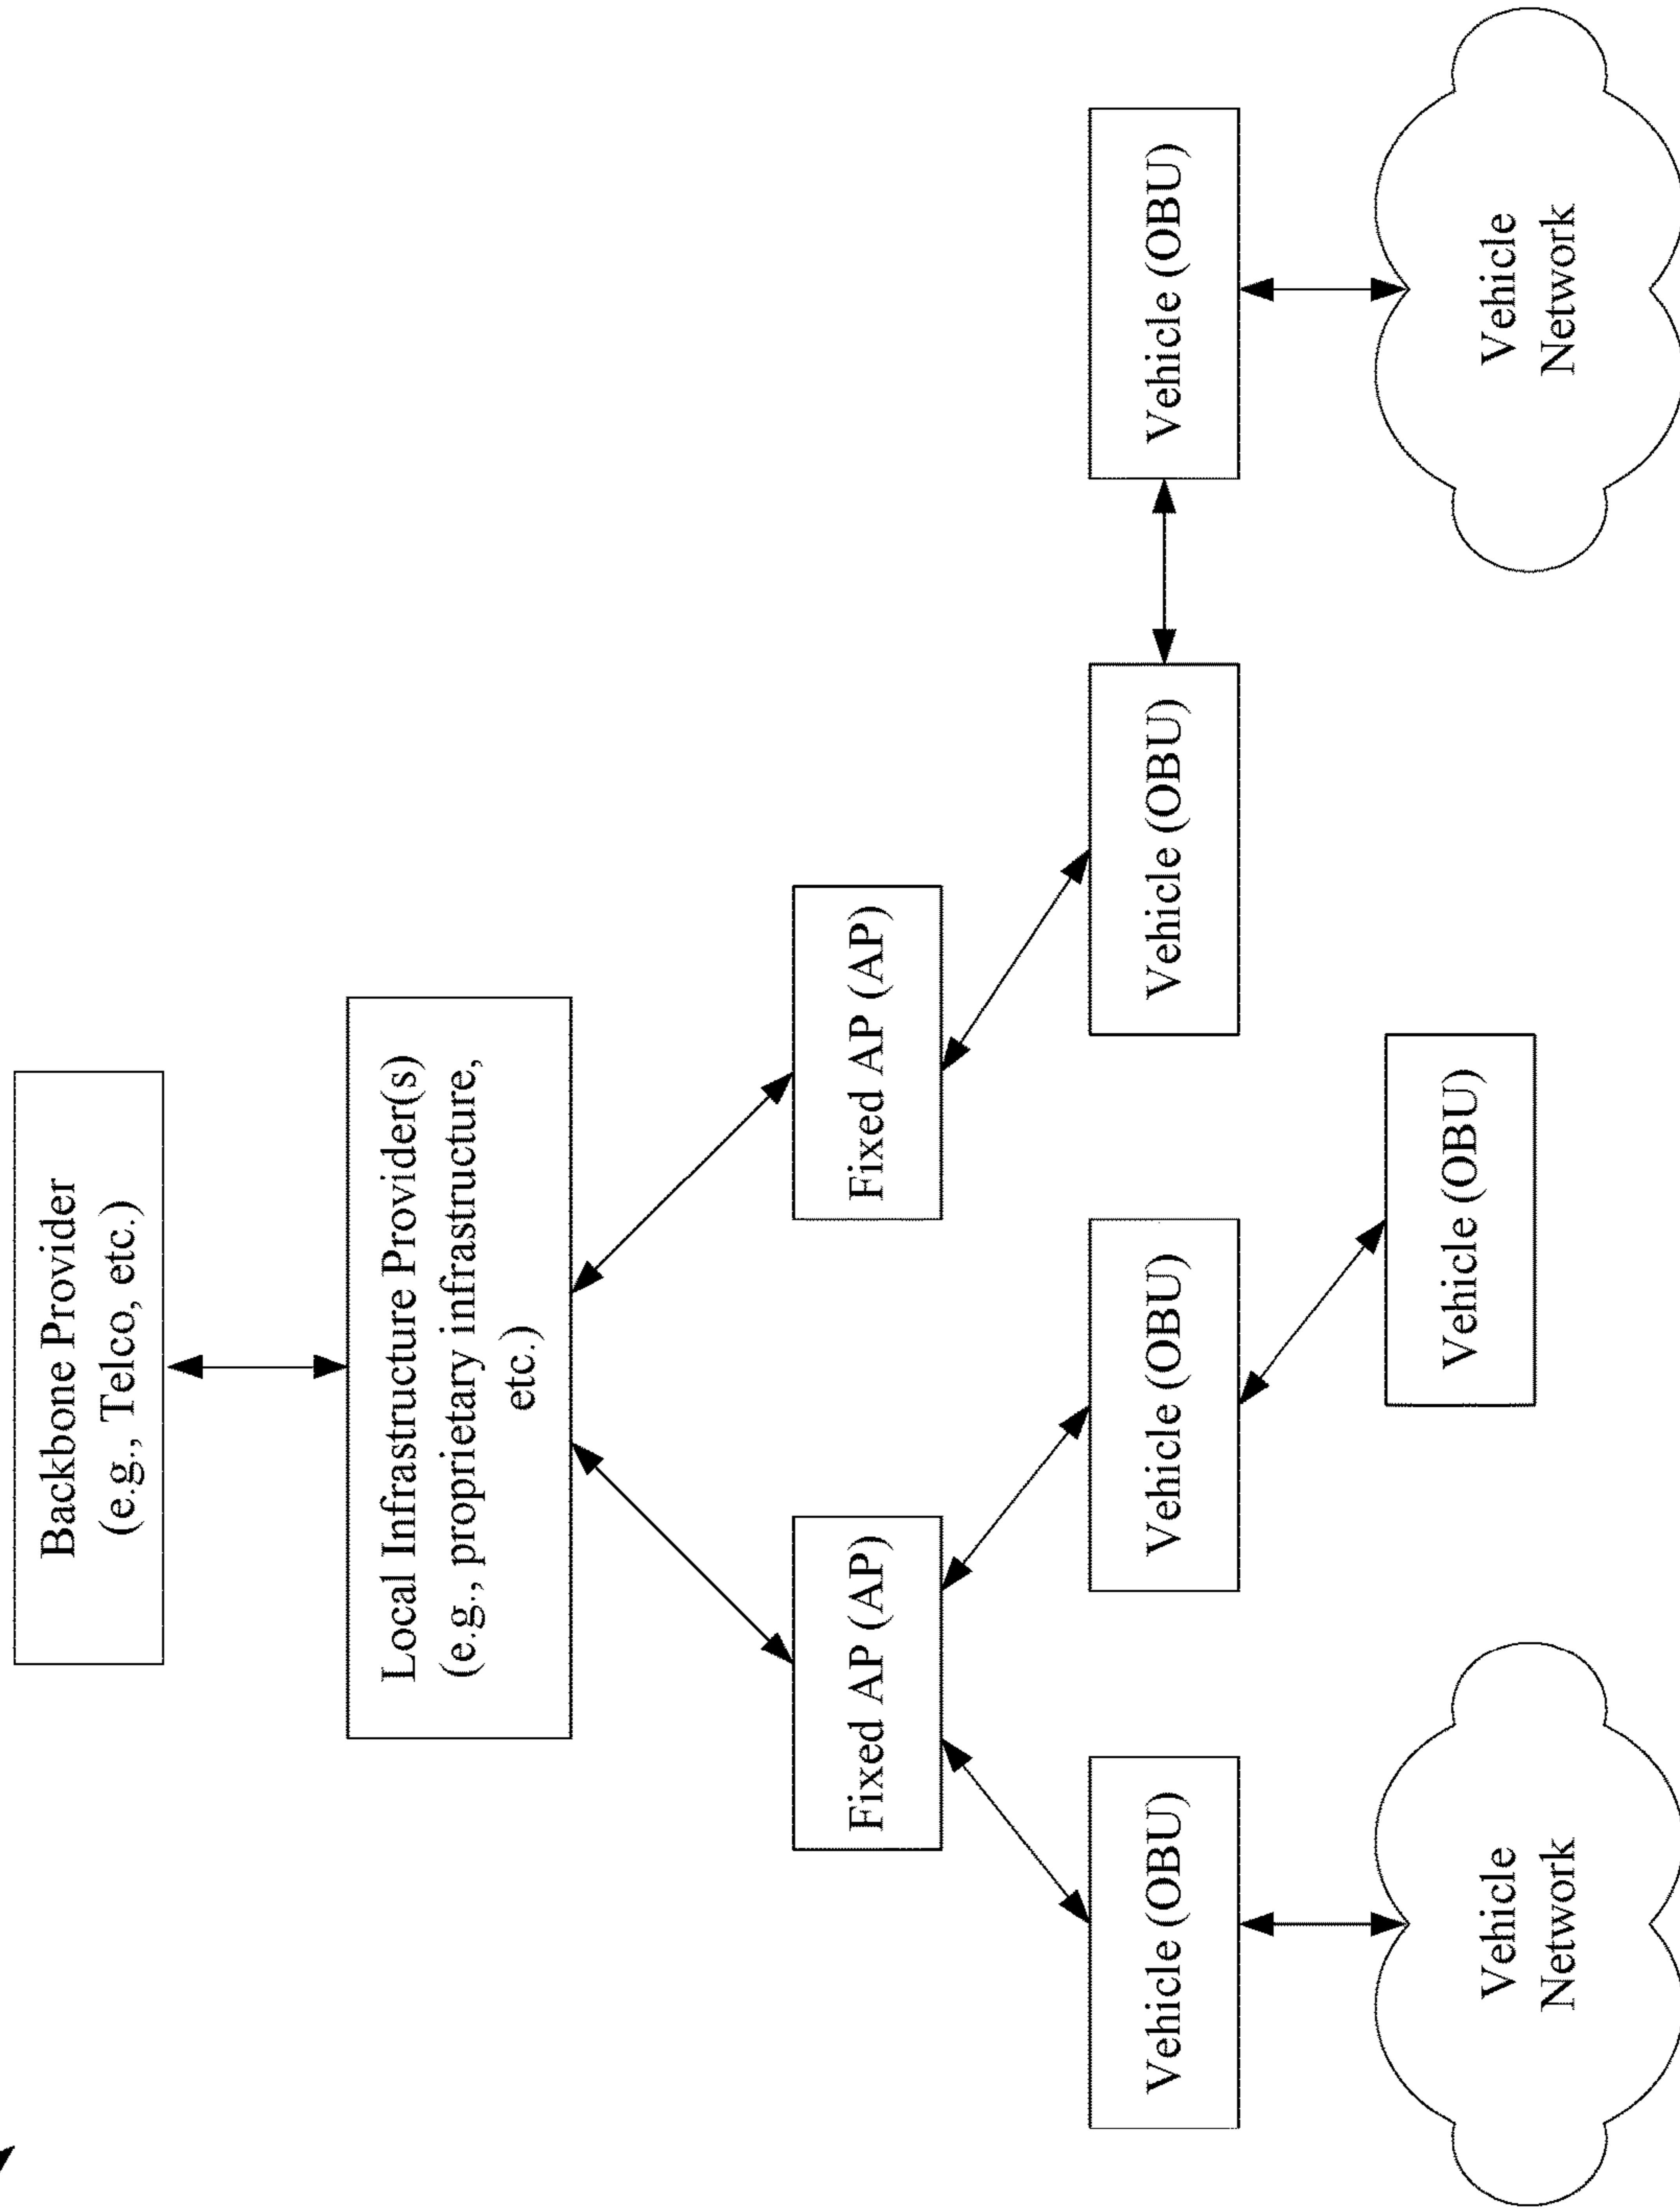 Backbone Provider
(e.g., Telco, etc.)
Local Infrastructure Provider(s)
(e.g., proprietary infrastructure,
etc.)
Fixed AP (AP)
Fixed AP (AP)
Vehicle (OBU)
Vehicle (OBU)
Vehicle (OBU)
Vehicle (OBU)
Vehicle
Network
Vehicle (OBU)
Vehicle
Network